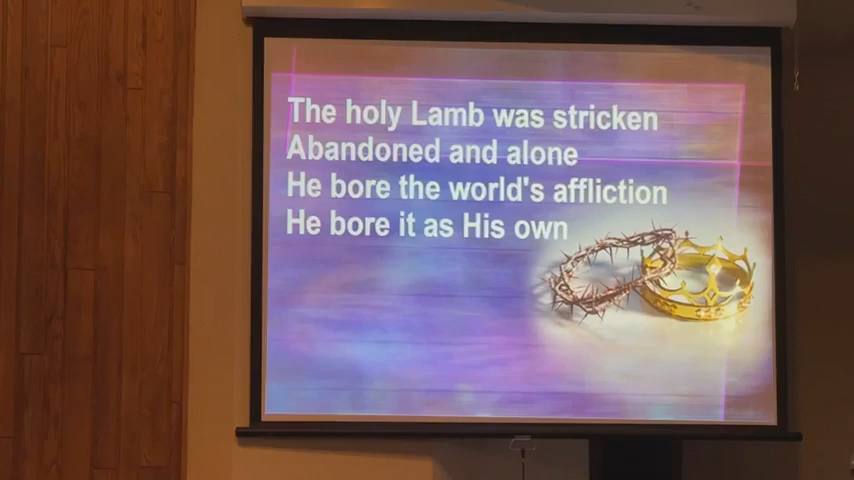 The holy Lamb was stricken
Abandoned and alone
He bore the world's affliction
He bore it as His own